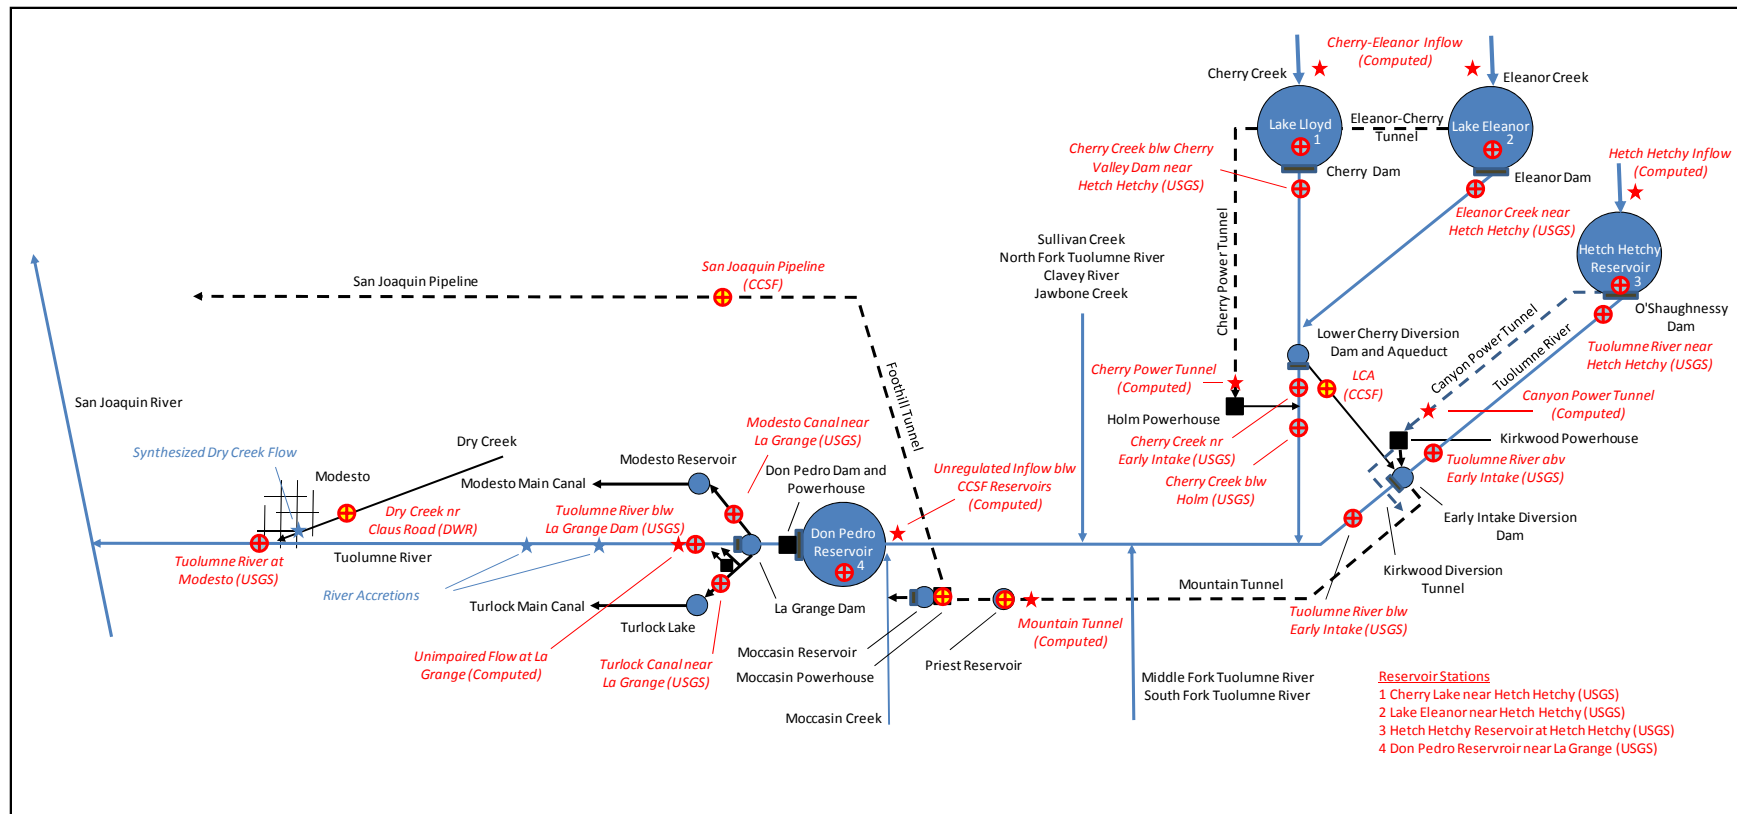 Cherry-Eleanor Inflow
(Computed)
Cherry Creek
Eleanor Creek
Lake Lloyd
1
Eleanor-Cherry
Tunnel
Lake Eleanor
2
Cherry Creek blw Cherry
Valley Dam near
Hetch Hetchy (USGS)
Cherry Dam
Eleanor Dam
Hetch Hetchy Inflow
(Computed)
Eleanor Creek near
Hetch Hetchy (USGS)
Hetch Hetchy
Reservoir
3
O'Shaughnessy
Dam
Sullivan Creek
North Fork Tuolumne River
Clavey River
Jawbone Creek
San Joaquin Pipeline
San Joaquin Pipeline
(CCSF)
Cherry Power Tunnel
Lower Cherry Diversion
Dam and Aqueduct
Canyon Power Tunnel
Tuolumne River
Tuolumne River near
Hetch Hetchy (USGS)
Foothill Tunnel
Cherry Power Tunnel
(Computed)
LCA
(CCSF)
Canyon Power Tunnel
(Computed)
San Joaquin River
Holm Powerhouse
Kirkwood Powerhouse
Modesto Canal near
La Grange (USGS)
Cherry Creek nr
Early Intake (USGS)
Tuolumne River abv
Early Intake (USGS)
Synthesized Dry Creek Flow
Dry Creek
Modesto Reservoir
Don Pedro Dam and
Powerhouse
Unregulated Inflow blw
CCSF Reservoirs
(Computed)
Cherry Creek blw
Holm (USGS)
Modesto
Modesto Main Canal
Dry Creek nr
Claus Road (DWR)
Tuolumne River blw
La Grange Dam (USGS)
Early Intake Diversion
Dam
Don Pedro
Reservoir
4
Tuolumne River at
Modesto (USGS)
Tuolumne River
Kirkwood Diversion
Tunnel
River Accretions
Mountain Tunnel
Turlock Main Canal
La Grange Dam
Turlock Lake
Mountain Tunnel
(Computed)
Tuolumne River blw
Early Intake (USGS)
Unimpaired Flow at La
Grange (Computed)
Turlock Canal near
La Grange (USGS)
Moccasin Reservoir
Moccasin Powerhouse
Priest Reservoir
Middle Fork Tuolumne River
South Fork Tuolumne River
Moccasin Creek
Reservoir Stations
1 Cherry Lake near Hetch Hetchy (USGS)
2 Lake Eleanor near Hetch Hetchy (USGS)
3 Hetch Hetchy Reservoir at Hetch Hetchy (USGS)
4 Don Pedro Reservroir near La Grange (USGS)